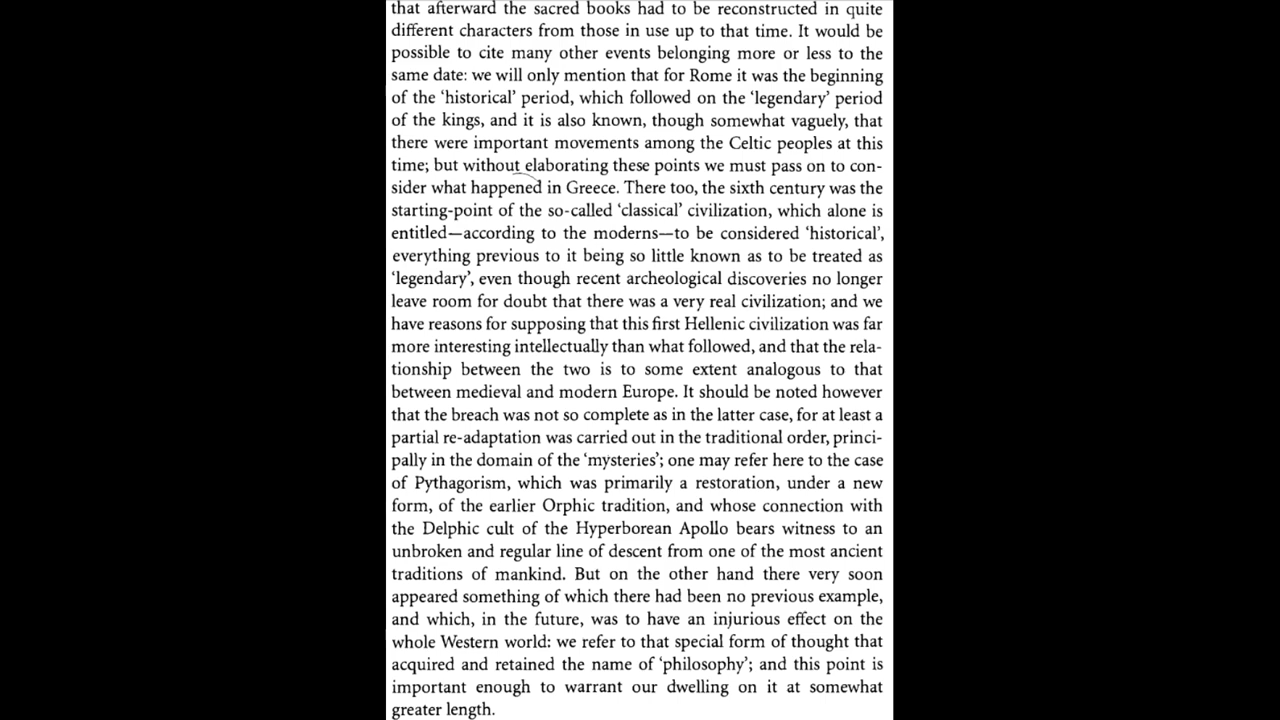 that afterward the sacred books had to be reconstructed in quite
different characters from those in use up to that time. It would be
possible to cite many other events belonging more or less to the
same date: we will only mention that for Rome it was the beginning
of the ‘historical’ period, which followed on the ‘legendary’ period
of the kings, and it is also known, though somewhat vaguely, that
there were important movements among the Celtic peoples at this
time; but without elaborating these points we must pass on to con-
sider what happened in Greece. There too, the sixth century was the
starting-point of the so-called ‘classical’ civilization, which alone is
entitled—according to the moderns—to be considered ‘historical’,
everything previous to it being so little known as to be treated as
‘legendary’, even though recent archeological discoveries no longer
leave room for doubt that there was a very real civilization; and we
have reasons for supposing that this first Hellenic civilization was far
more interesting intellectually than what followed, and that the rela-
tionship between the two is to some extent analogous to that
between medieval and modern Europe. It should be noted however
that the breach was not so complete as in the latter case, for at least a
partial re-adaptation was carried out in the traditional order, princi-
pally in the domain of the ‘mysteries’; one may refer here to the case
of Pythagorism, which was primarily a restoration, under a new
form, of the earlier Orphic tradition, and whose connection with
the Delphic cult of the Hyperborean Apollo bears witness to an
unbroken and regular line of descent from one of the most ancient
traditions of mankind. But on the other hand there very soon
appeared something of which there had been no previous example,
and which, in the future, was to have an injurious effect on the
whole Western world: we refer to that special form of thought that
acquired and retained the name of ‘philosophy’; and this point is
important enough to warrant our dwelling on it at somewhat
greater length.